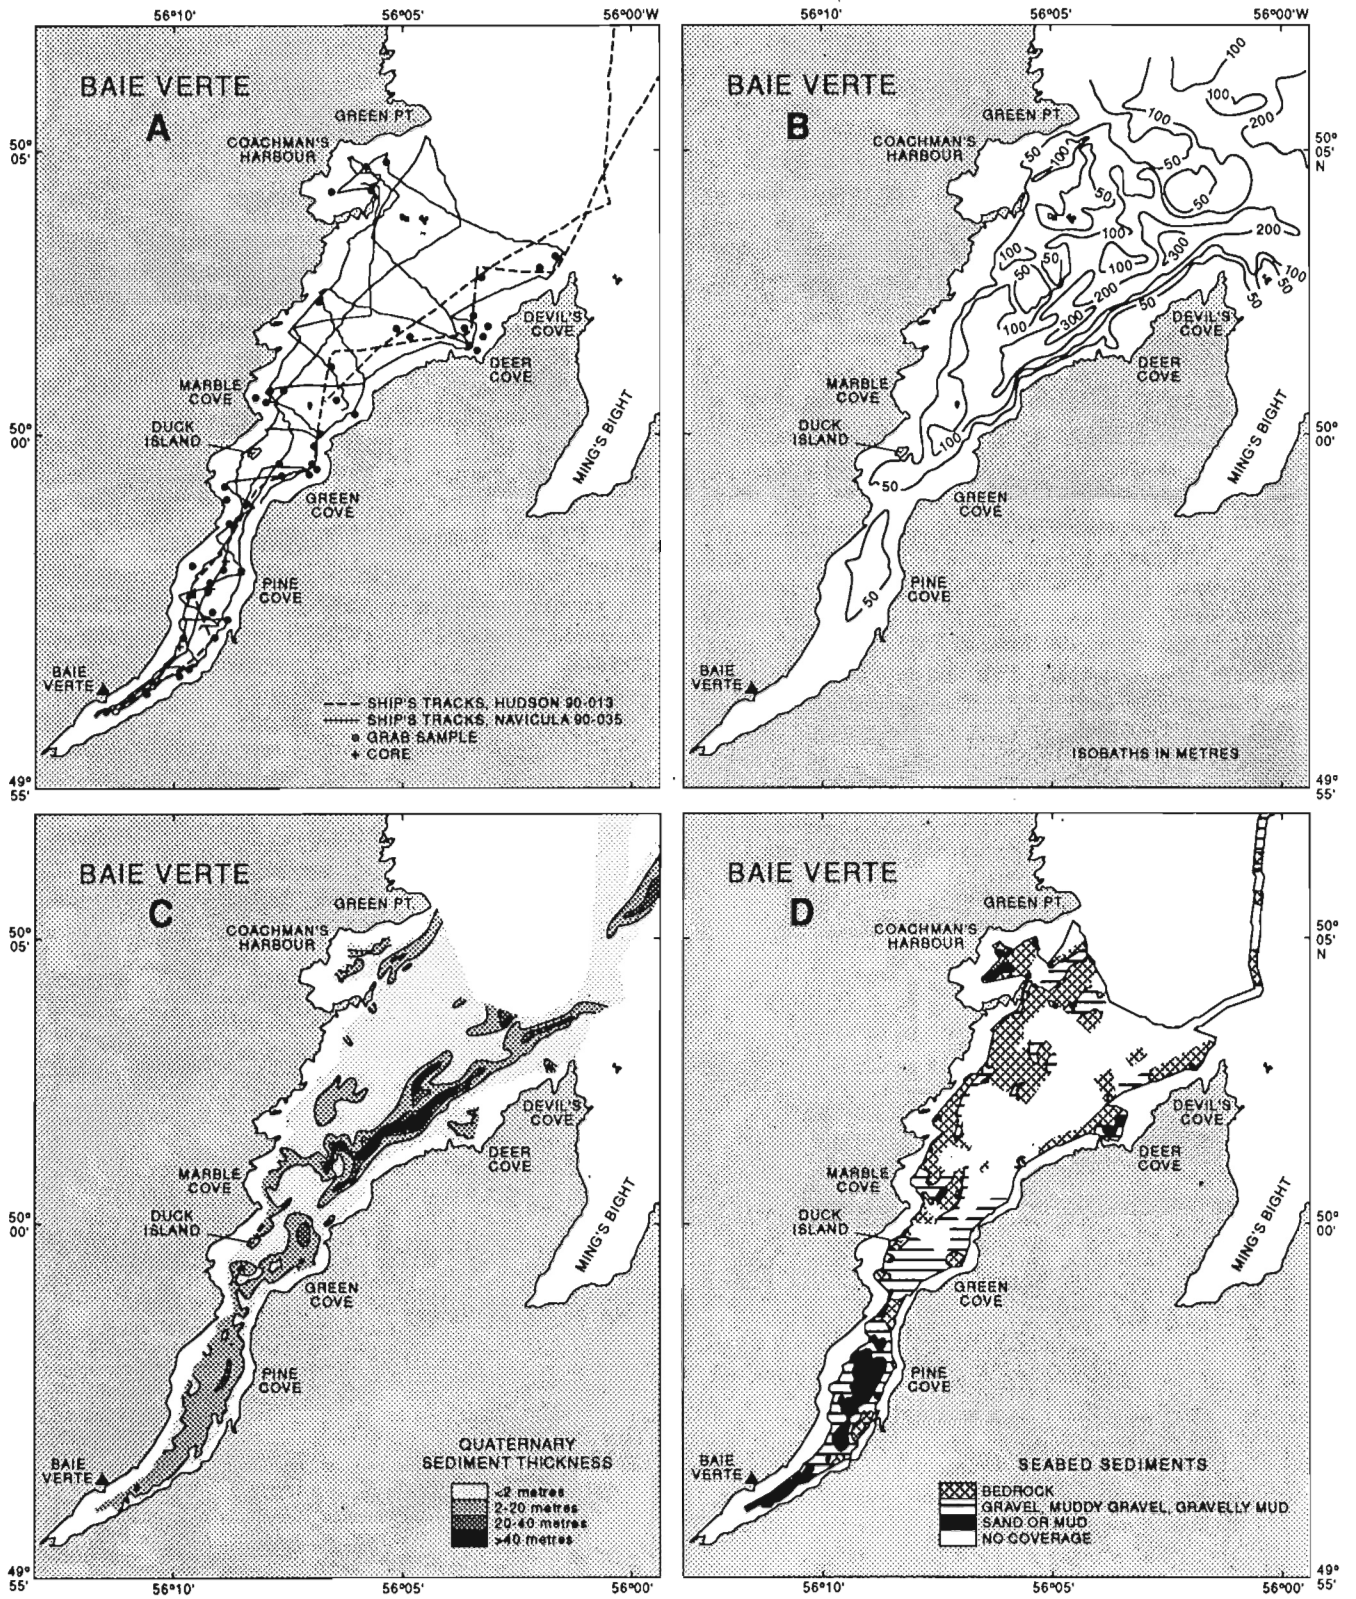 56°10'
56°05'
56°00'W
BAIE VERTE
A
GREEN PT.
COACHMAN'S
HARBOUR
50°
05'
DEVIL'S
COVE
DEER
COVE
MARBLE
COVE
DUCK
ISLAND
50°
00'
MING'S BIGHT
GREEN
COVE
PINE
COVE
BAIE
VERTE
SHIP'S TRACKS, HUDSON 90-013
SHIP'S TRACKS, NAVICULA 90-035
GRAB SAMPLE
CORE
49°
55'
56°10'
56°05'
56°00'W
BAIE VERTE
B
GREEN PT.
COACHMAN'S
HARBOUR
50°
05'
N
100
100
200
100
50
100
50
50
50
200
100
100
50
50
100
300
200
50
300
100
100
50
50
DEVIL'S
COVE
DEER
COVE
MARBLE
COVE
DUCK
ISLAND
100
50
50°
00'
MING'S BIGHT
GREEN
COVE
PINE
COVE
50
BAIE
VERTE
ISOBATHS IN METRES
49°
55'
BAIE VERTE
C
GREEN PT.
COACHMAN'S
HARBOUR
50°
05'
DEVIL'S
COVE
DEER
COVE
MARBLE
COVE
DUCK
ISLAND
50°
00'
MING'S BIGHT
GREEN
COVE
PINE
COVE
BAIE
VERTE
QUATERNARY
SEDIMENT THICKNESS
<2 metres
2-20 metres
20-40 metres
>40 metres
49°
55'
56°10'
56°05'
56°00'
BAIE VERTE
D
GREEN PT.
COACHMAN'S
HARBOUR
50°
05'
N
DEVIL'S
COVE
DEER
COVE
MARBLE
COVE
DUCK
ISLAND
50°
00'
MING'S BIGHT
GREEN
COVE
PINE
COVE
BAIE
VERTE
SEABED SEDIMENTS
BEDROCK
GRAVEL, MUDDY GRAVEL, GRAVELLY MUD
SAND OR MUD
NO COVERAGE
49°
55'
56°10'
56°05'
56°00'